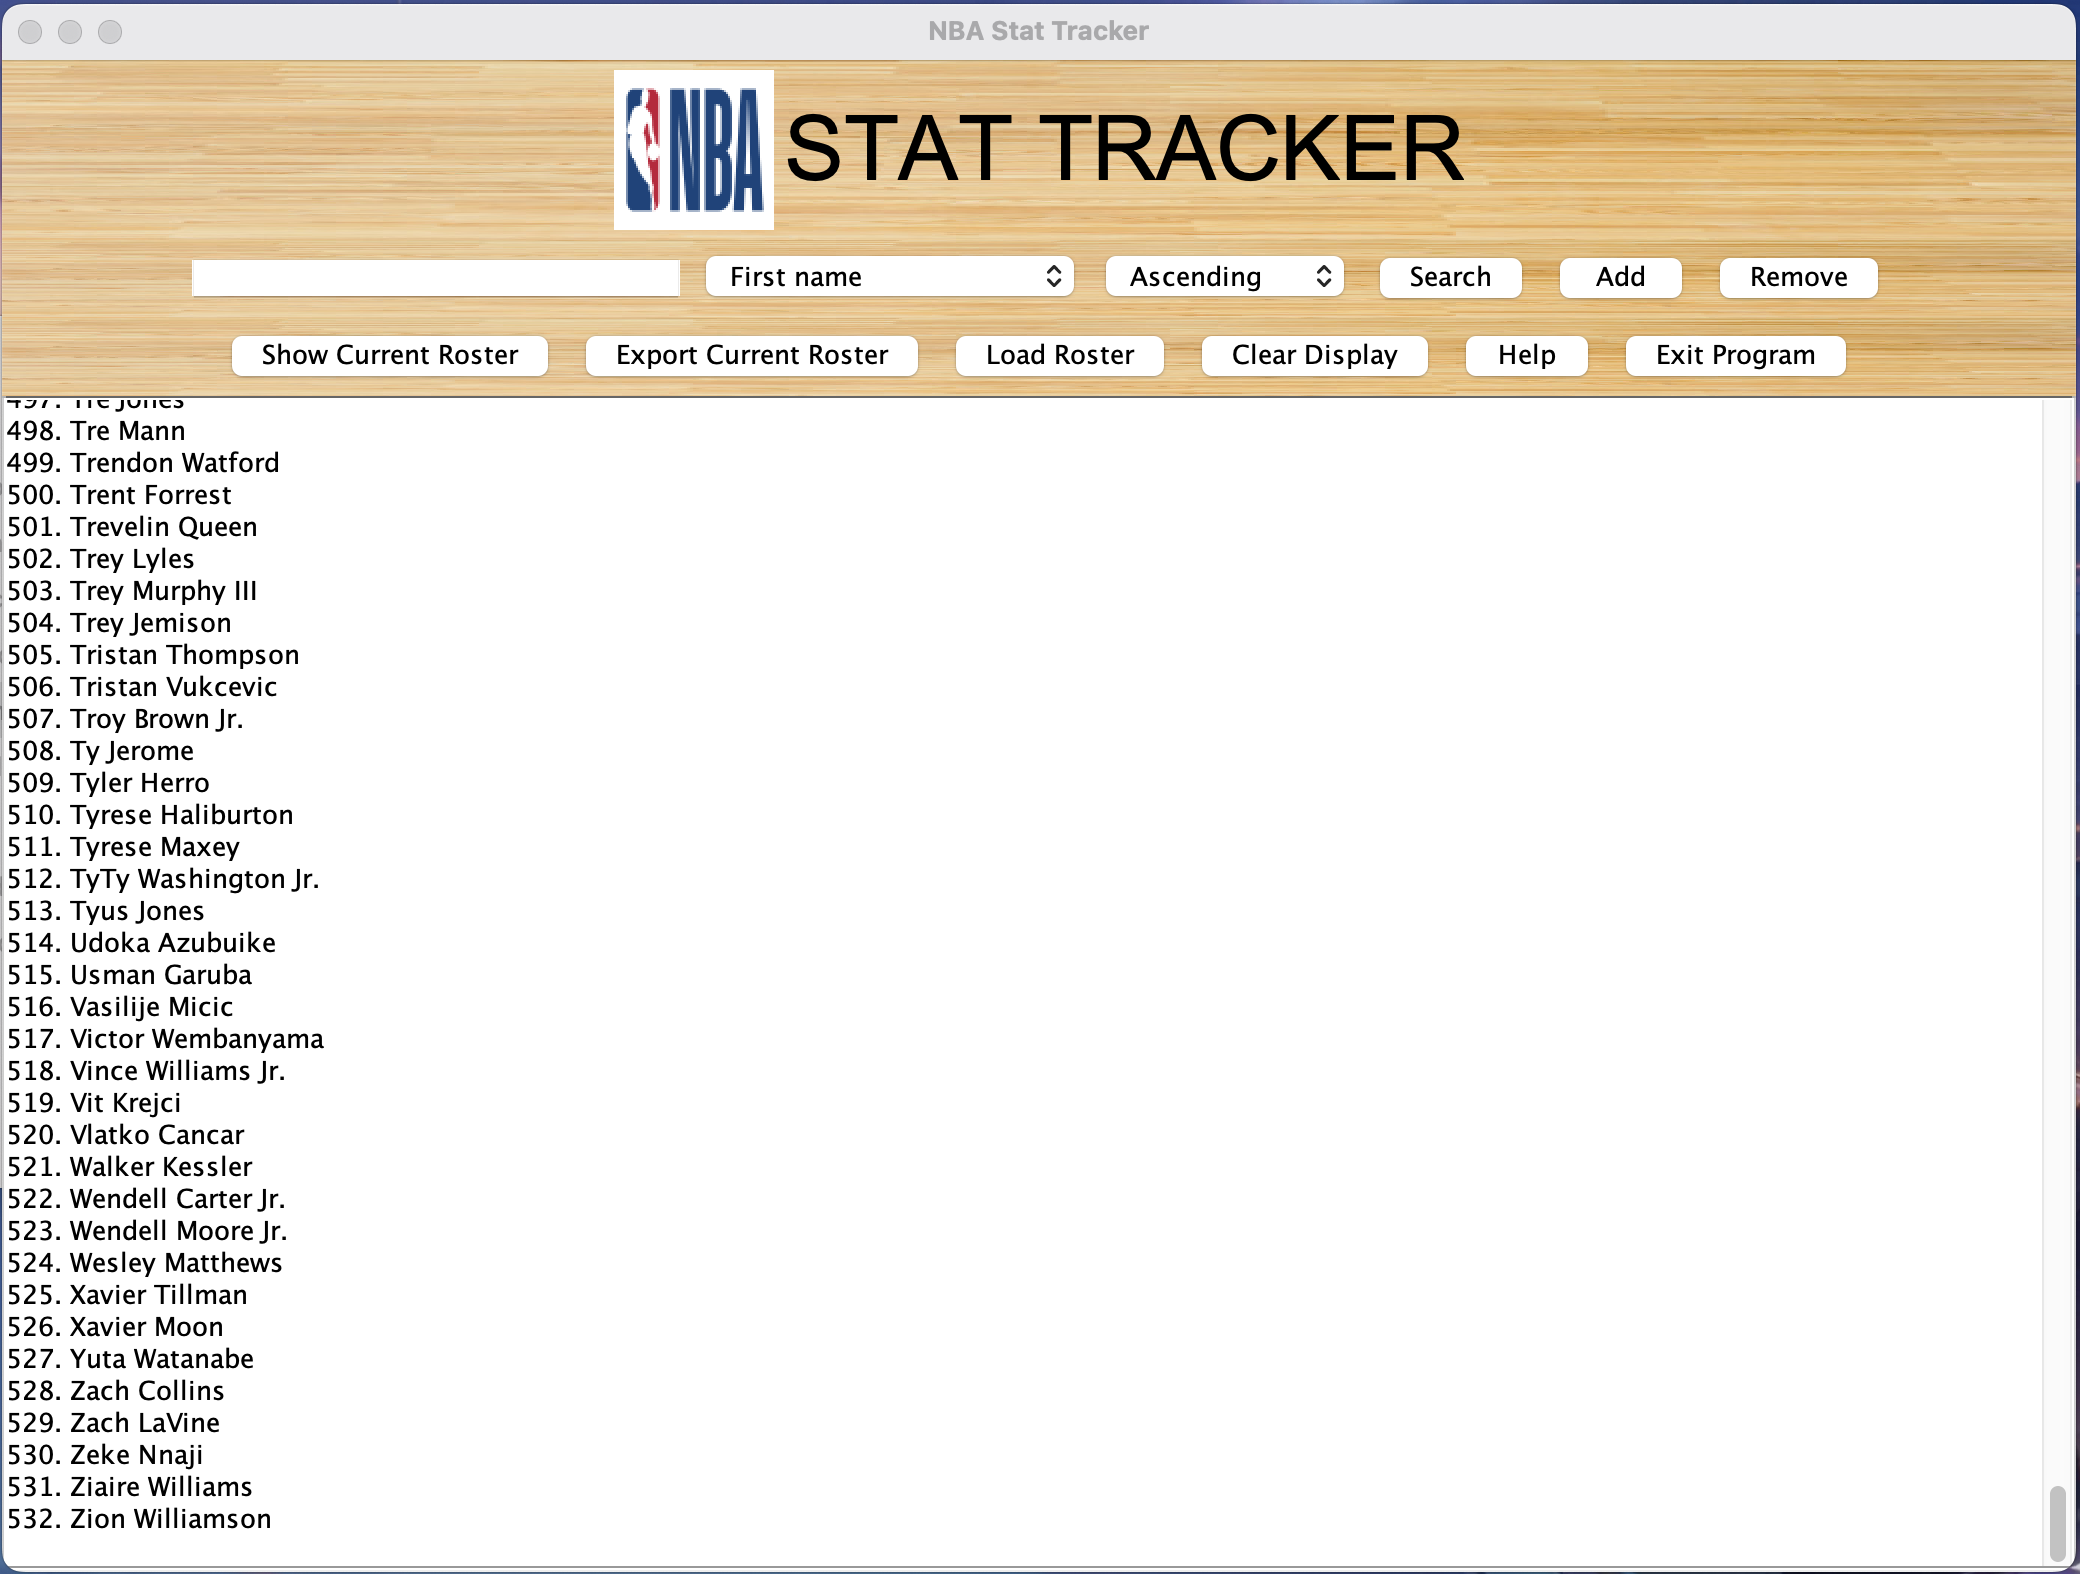 NBA Stat Tracker
NBA STAT TRACKER
First name Ascending Search Add Remove
Show Current Roster Export Current Roster Load Roster Clear Display Help Exit Program
497. Tre Jones
498. Tre Mann
499. Trendon Watford
500. Trent Forrest
501. Trevelin Queen
502. Trey Lyles
503. Trey Murphy III
504. Trey Jemison
505. Tristan Thompson
506. Tristan Vukcevic
507. Troy Brown Jr.
508. Ty Jerome
509. Tyler Herro
510. Tyrese Haliburton
511. Tyrese Maxey
512. TyTy Washington Jr.
513. Tyus Jones
514. Udoka Azubuike
515. Usman Garuba
516. Vasilije Micic
517. Victor Wembanyama
518. Vince Williams Jr.
519. Vit Krejci
520. Vlatko Cancar
521. Walker Kessler
522. Wendell Carter Jr.
523. Wendell Moore Jr.
524. Wesley Matthews
525. Xavier Tillman
526. Xavier Moon
527. Yuta Watanabe
528. Zach Collins
529. Zach LaVine
530. Zeke Nnaji
531. Ziaire Williams
532. Zion Williamson